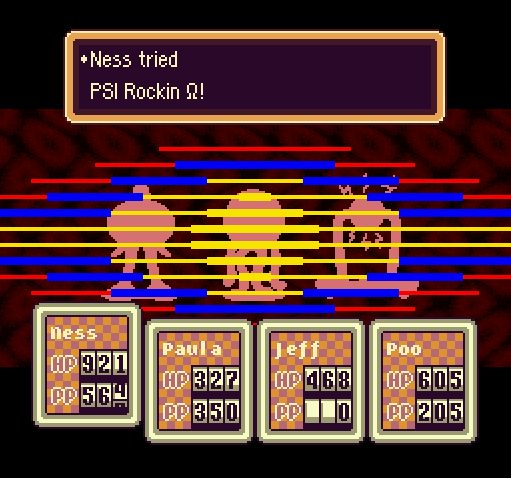 •Ness tried
PSI Rockin Ω!
ness
HP 921
PP 564
Paula
HP 327
PP 350
Jeff
HP 468
PP 0
Poo
HP 605
PP 205